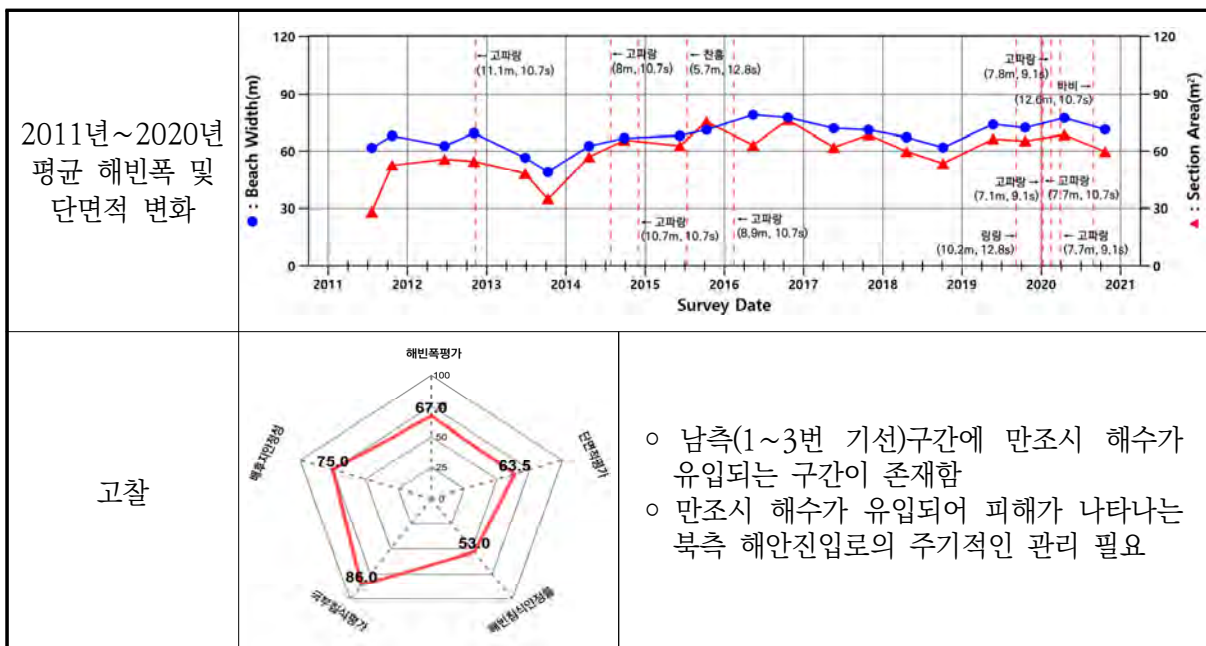 2011년~2020년
평균 해빈폭 및
단면적 변화
● : Beach Width(m)
120
90
60
30
0
← 고파랑
(11.1m, 10.7s)
← 고파랑
(8m, 10.7s)
← 찬홈
(5.7m, 12.8s)
고파랑→
(7.8m, 9.1s)
바비→
(12.6m, 10.7s)
← 고파랑
(10.7m, 10.7s)
← 고파랑
(8.9m, 10.7s)
고파랑→
(7.1m, 9.1s)
← 고파랑
(7.7m, 10.7s)
링링→
(10.2m, 12.8s)
← 고파랑
(7.7m, 9.1s)
120
90
60
30
0
▲ : Section Area(m²)
2011 2012 2013 2014 2015 2016 2017 2018 2019 2020 2021
Survey Date
고찰
해빈폭평가
100
67.0
50
25
0
배후지안정성
75.0
단면적평가
63.5
53.0
86.0
국부침식평가
해빈침식안정률
○ 남측(1~3번 기선)구간에 만조시 해수가
유입되는 구간이 존재함
○ 만조시 해수가 유입되어 피해가 나타나는
북측 해안진입로의 주기적인 관리 필요